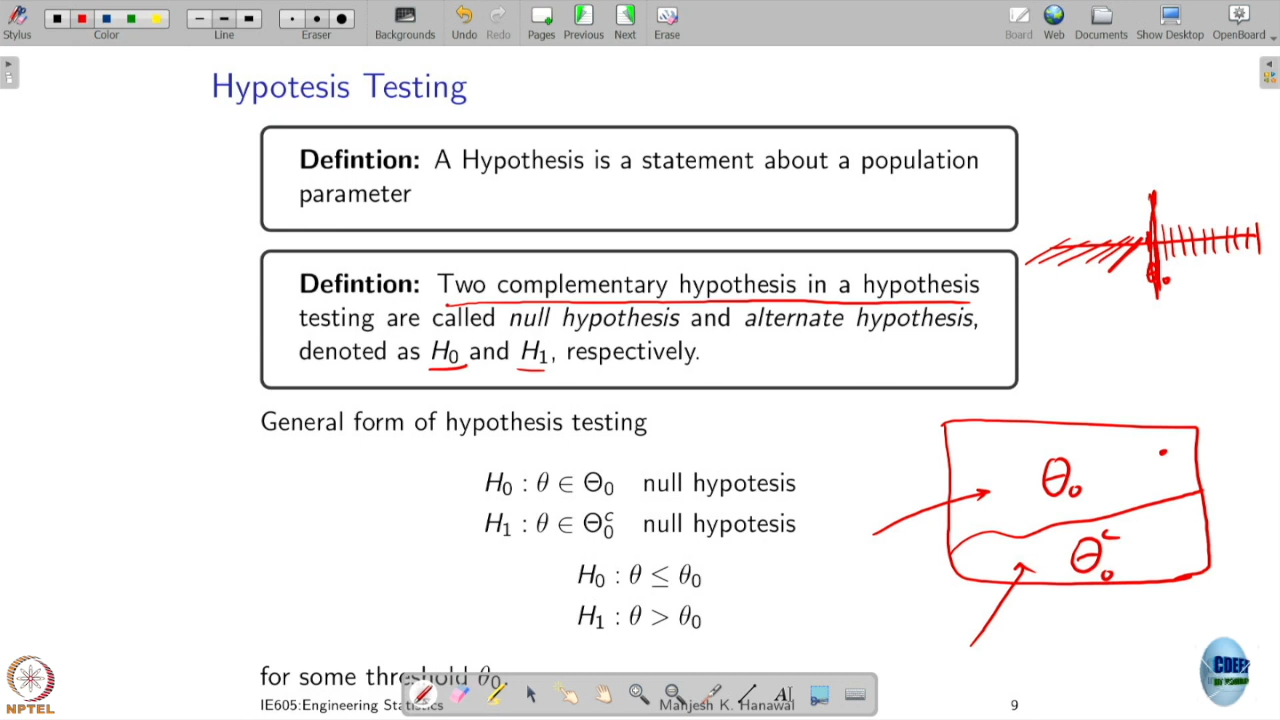 Stylus
Color
Line
Eraser
Backgrounds
Undo
Redo
Pages
Previous
Next
Erase
Board
Web
Documents
Show Desktop
OpenBoard
Hypotesis Testing
Defintion: A Hypothesis is a statement about a population
parameter
Defintion: Two complementary hypothesis in a hypothesis
testing are called null hypothesis and alternate hypothesis,
denoted as H₀ and H₁, respectively.
θ₀
General form of hypothesis testing
H₀ : θ ∈ Θ₀ null hypotesis
H₁ : θ ∈ Θ₀ᶜ null hypotesis
H₀ : θ ≤ θ₀
H₁ : θ > θ₀
Θ₀
Θ₀ᶜ
for some threshold θ₀.
IE605:Engineering Statistics
Manjesh K. Hanawal
9
NPTEL
CDEEP